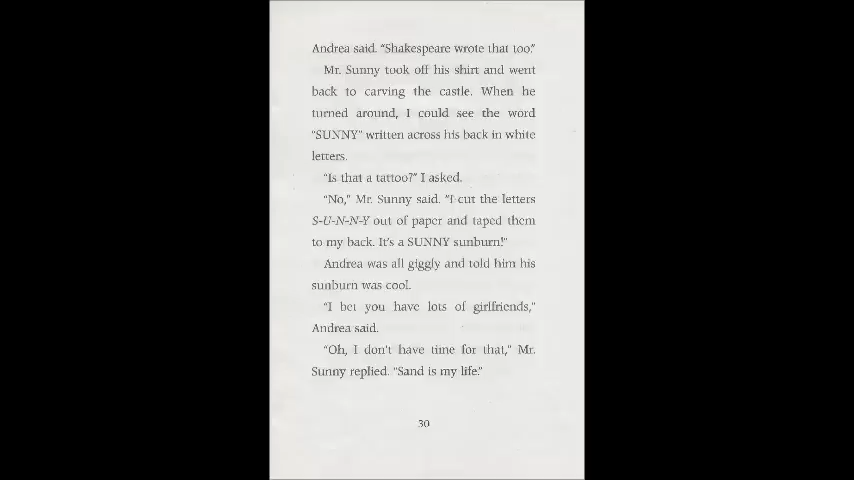 Andrea said. "Shakespeare wrote that too."
Mr. Sunny took off his shirt and went
back to carving the castle. When he
turned around, I could see the word
"SUNNY" written across his back in white
letters.
"Is that a tattoo?" I asked.
"No," Mr. Sunny said. "I cut the letters
S-U-N-N-Y out of paper and taped them
to my back. It's a SUNNY sunburn!"
Andrea was all giggly and told him his
sunburn was cool.
"I bet you have lots of girlfriends,"
Andrea said.
"Oh, I don't have time for that," Mr.
Sunny replied. "Sand is my life."
30